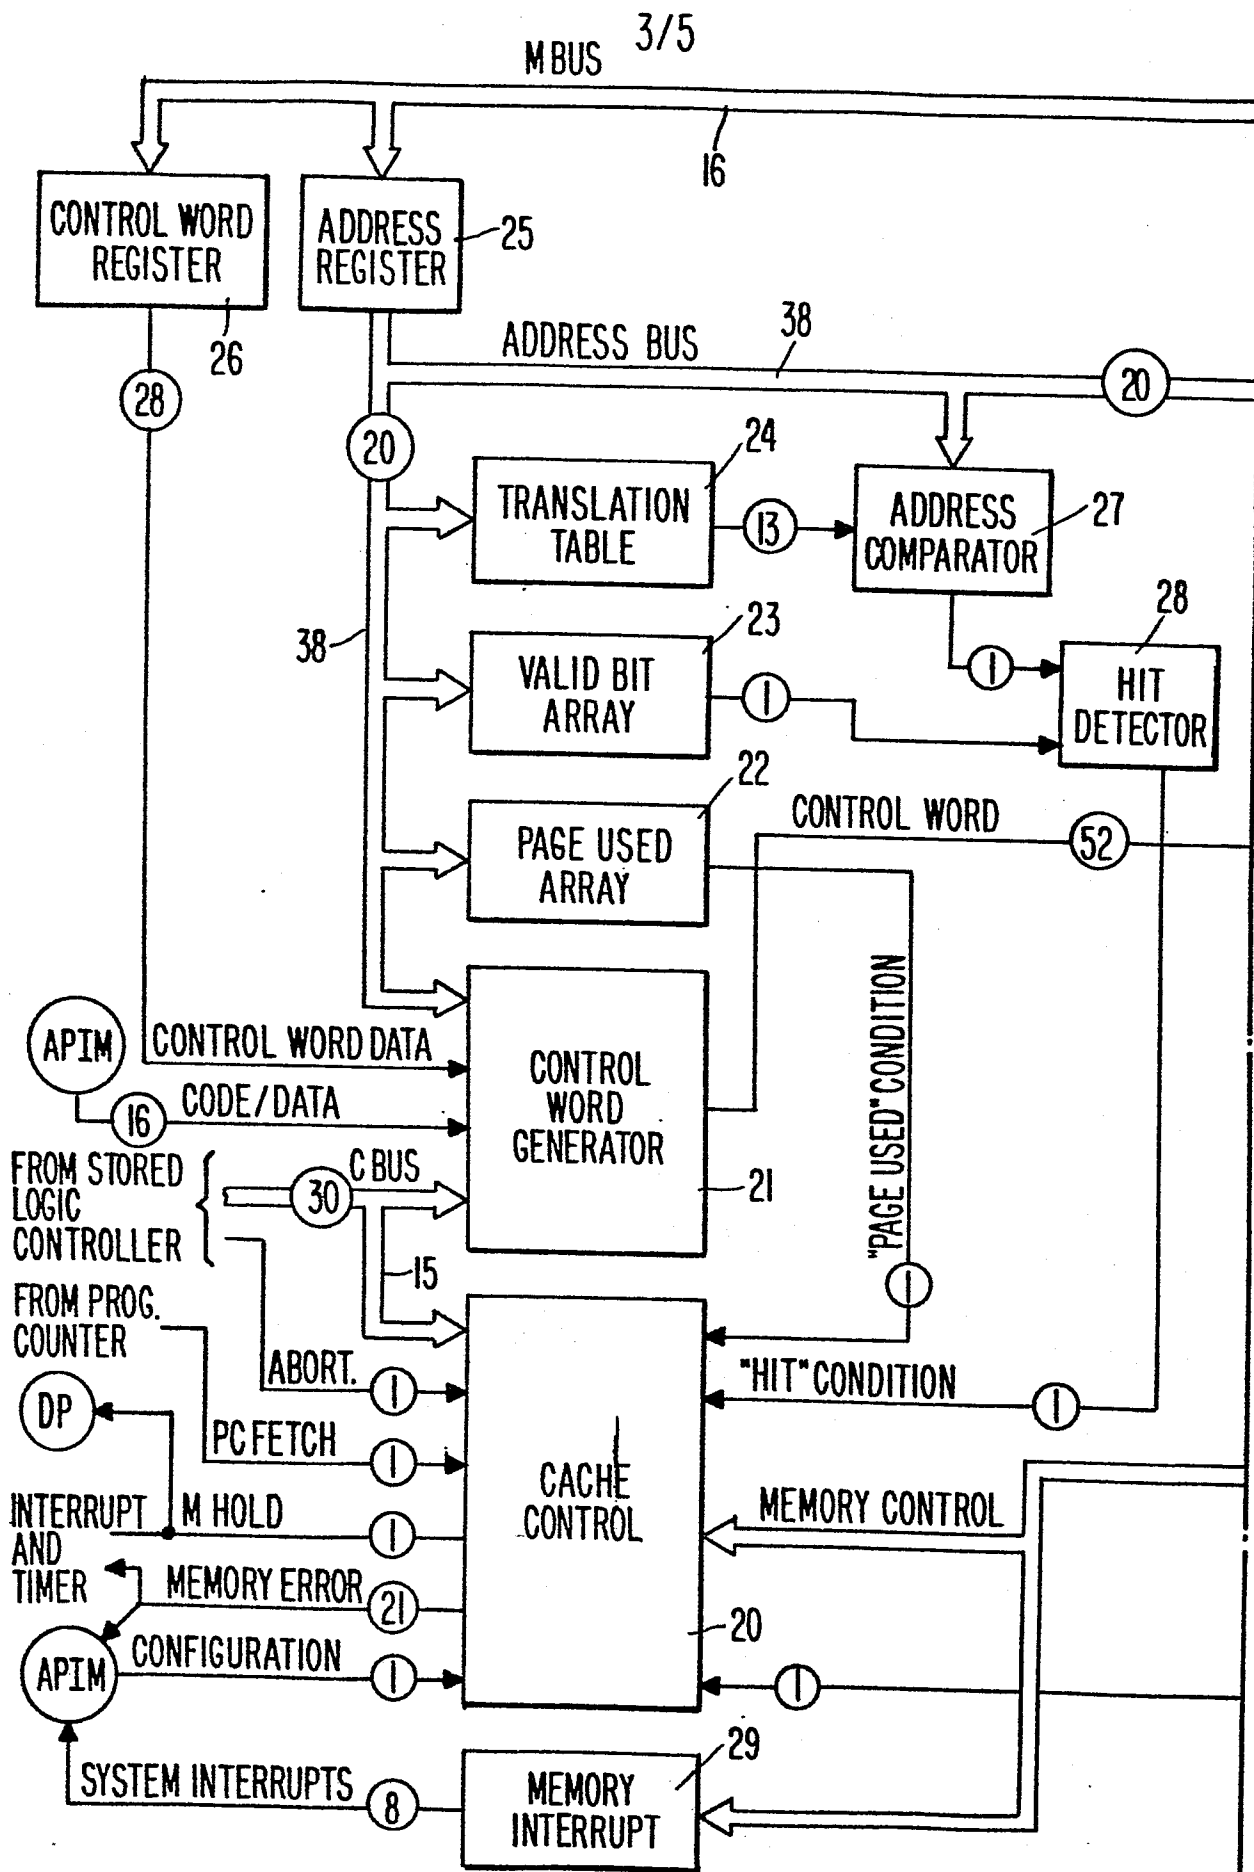 3/5
M BUS
16
CONTROL WORD
REGISTER
26
ADDRESS
REGISTER
25
28
ADDRESS BUS
38
20
20
TRANSLATION
TABLE
24
13
ADDRESS
COMPARATOR
27
38
VALID BIT
ARRAY
23
1
1
28
HIT
DETECTOR
PAGE USED
ARRAY
22
CONTROL WORD
52
APIM
CONTROL WORD DATA
16
CODE/DATA
CONTROL
WORD
GENERATOR
21
"PAGE USED" CONDITION
1
FROM STORED
LOGIC
CONTROLLER
C BUS
30
15
FROM PROG.
COUNTER
ABORT.
1
"HIT" CONDITION
1
DP
PC FETCH
1
CACHE
CONTROL
20
INTERRUPT
AND
TIMER
M HOLD
1
MEMORY CONTROL
MEMORY ERROR
21
APIM
CONFIGURATION
1
1
SYSTEM INTERRUPTS
8
MEMORY
INTERRUPT
29